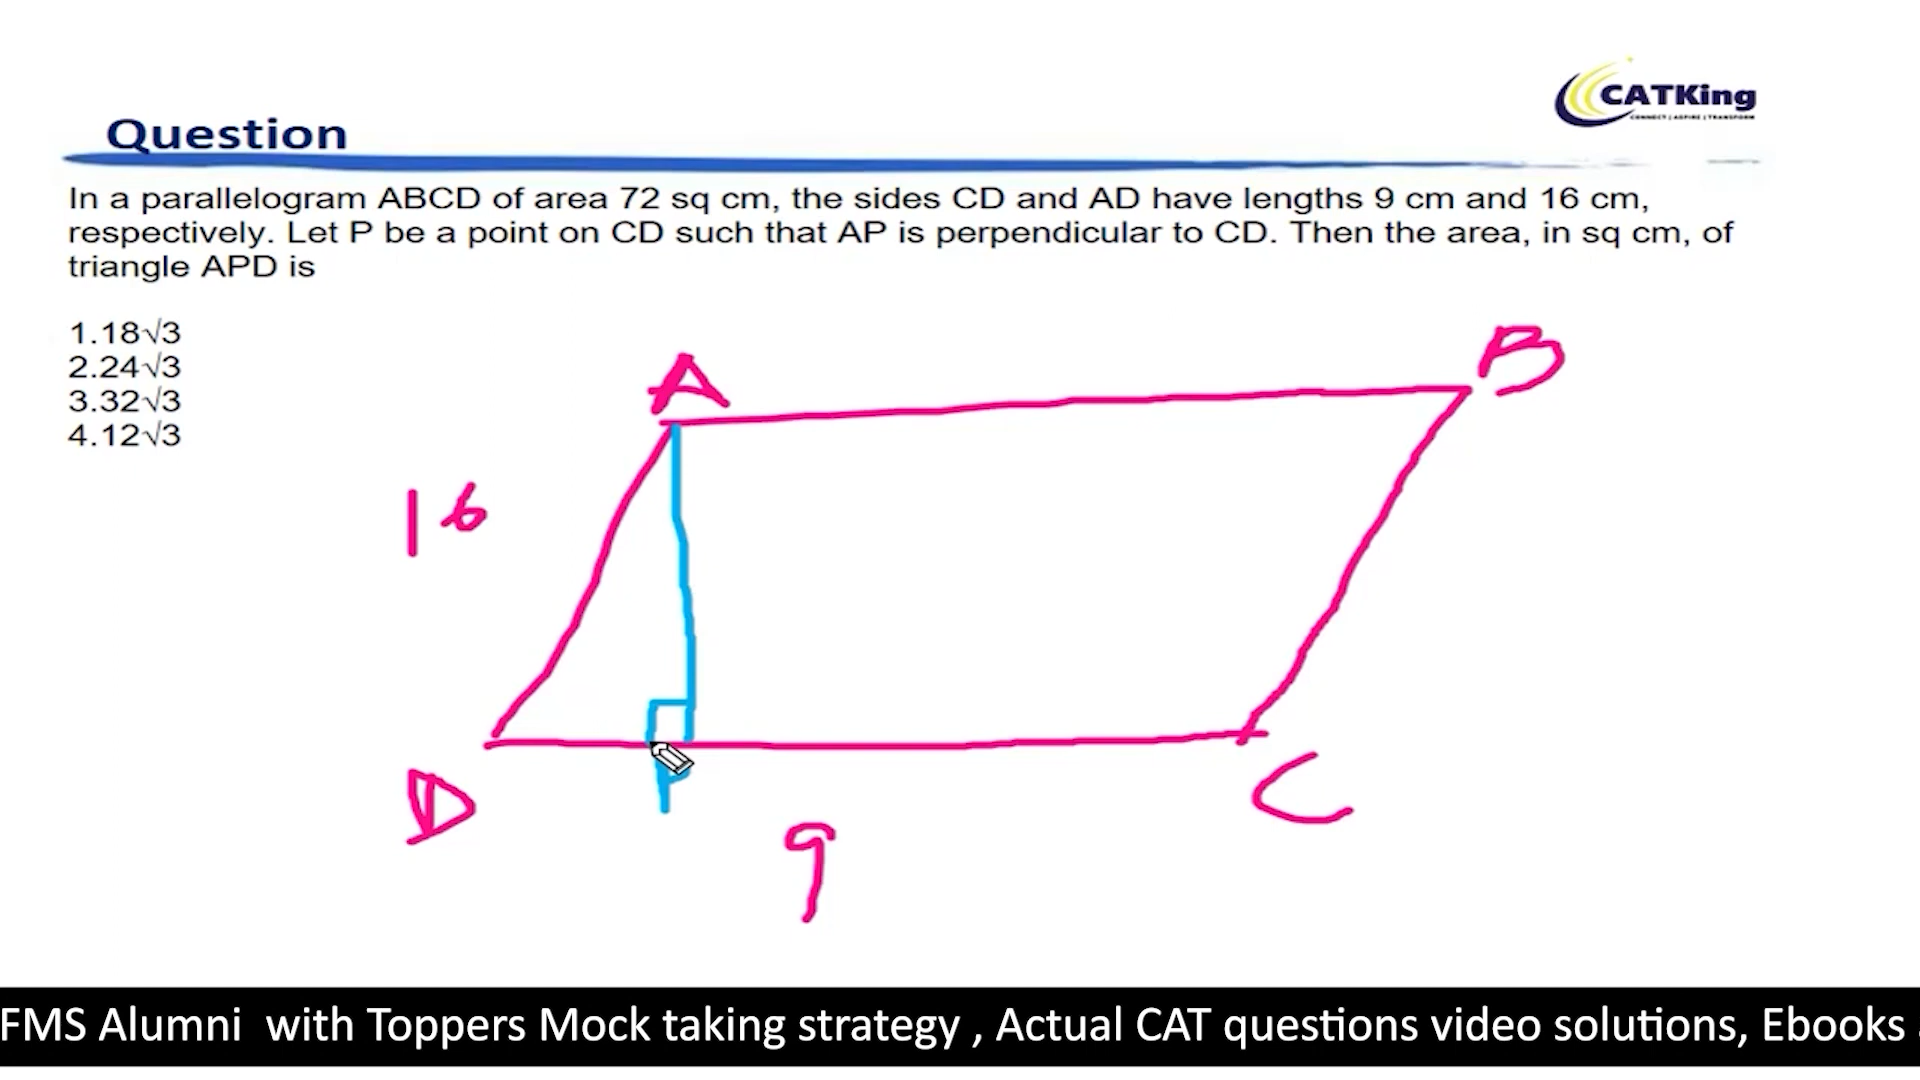 CATKing
CONNECT | ASPIRE | TRANSFORM
Question
In a parallelogram ABCD of area 72 sq cm, the sides CD and AD have lengths 9 cm and 16 cm,
respectively. Let P be a point on CD such that AP is perpendicular to CD. Then the area, in sq cm, of
triangle APD is
1.18√3
2.24√3
3.32√3
4.12√3
A
B
16
D
P
C
9
FMS Alumni with Toppers Mock taking strategy , Actual CAT questions video solutions, Ebooks